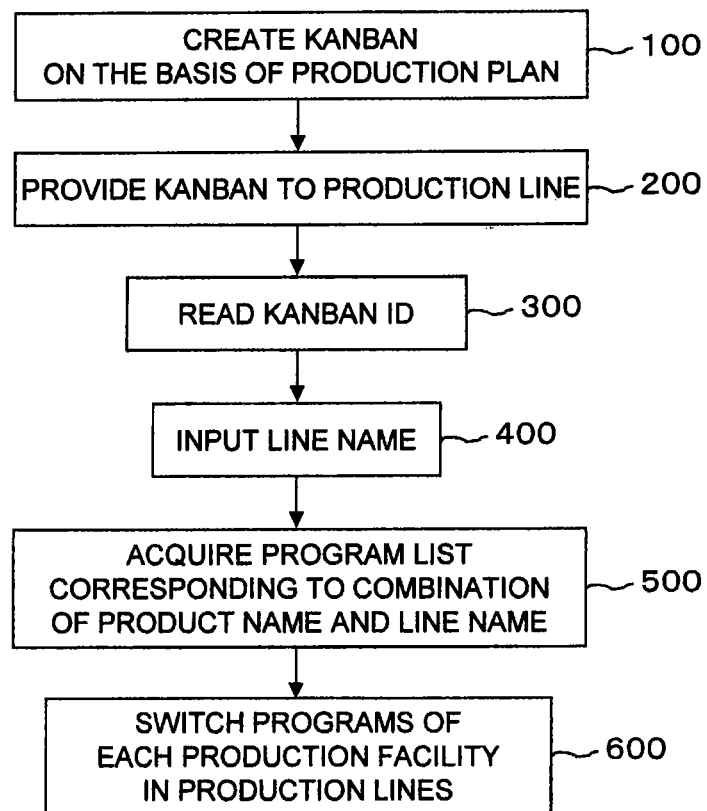 CREATE KANBAN
ON THE BASIS OF PRODUCTION PLAN
100
PROVIDE KANBAN TO PRODUCTION LINE
200
READ KANBAN ID
300
INPUT LINE NAME
400
ACQUIRE PROGRAM LIST
CORRESPONDING TO COMBINATION
OF PRODUCT NAME AND LINE NAME
500
SWITCH PROGRAMS OF
EACH PRODUCTION FACILITY
IN PRODUCTION LINES
600